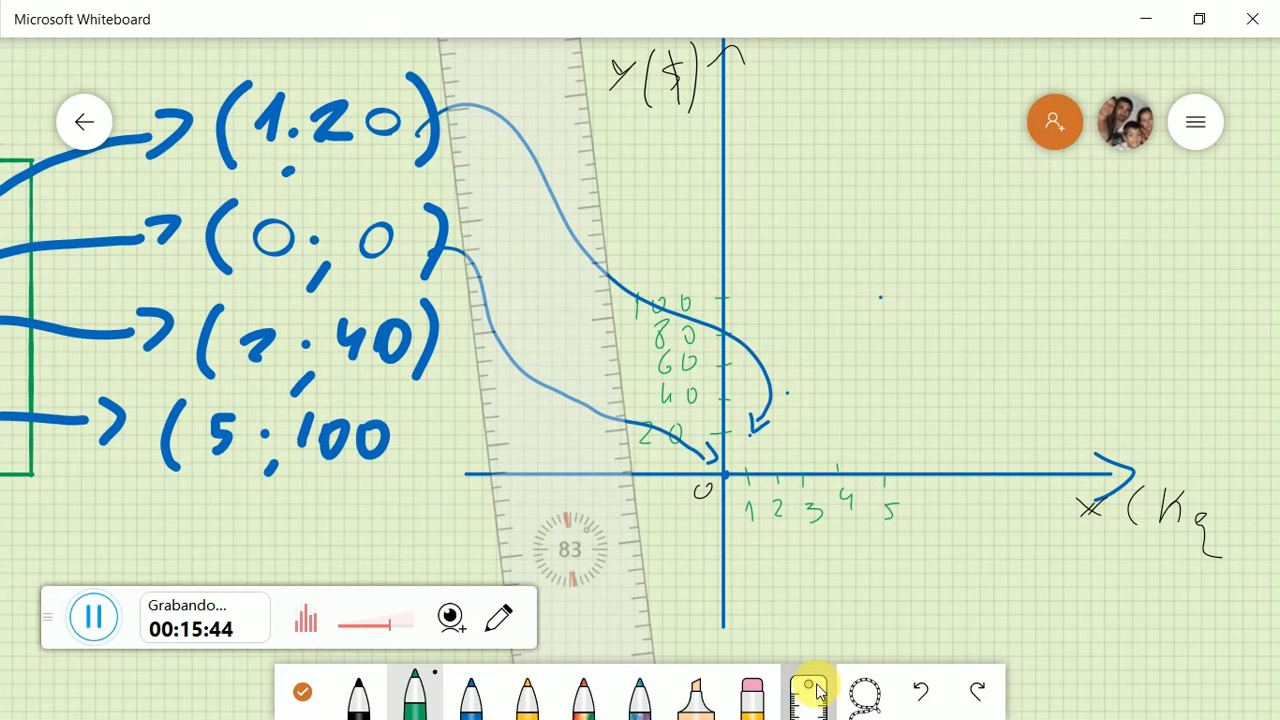 Microsoft Whiteboard
y($)
(1.20)
(0; 0)
(2; 40)
(5;100
100
80
60
40
20
0
1 2 3 4 5
x (Kg
83
Grabando...
00:15:44